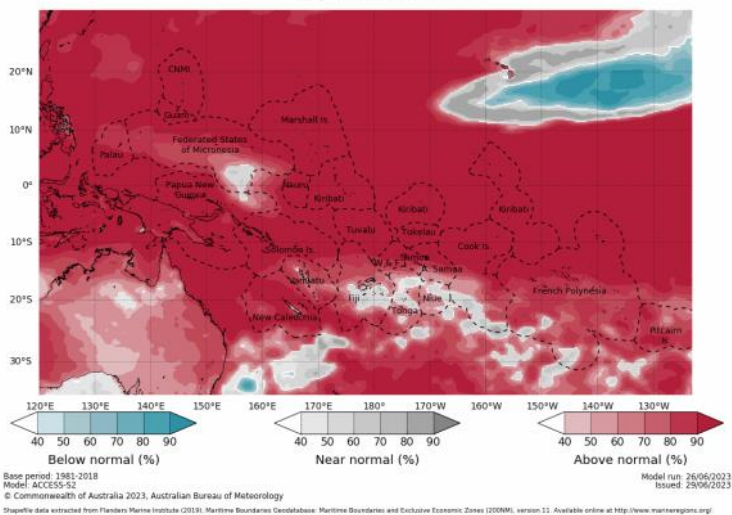 20°N
CNMI
Guam
Marshall Is.
10°N
Federated States
of Micronesia
Palau
0°
Papua New
Guinea
Nauru
Kiribati
Kiribati
Kiribati
Tuvalu
Tokelau
10°S
Solomon Is.
Cook Is
W & F
Samoa
A. Samoa
Vanuatu
20°S
Fiji
Niue
French Polynesia
Tonga
New Caledonia
Pitcairn
Is
30°S
120°E 130°E 140°E 150°E 160°E 170°E 180° 170°W 160°W 150°W 140°W 130°W
40 50 60 70 80 90
Below normal (%)
40 50 60 70 80 90
Near normal (%)
40 50 60 70 80 90
Above normal (%)
Base period: 1981-2018
Model: ACCESS-S2
Model run: 26/06/2023
Issued: 29/06/2023
© Commonwealth of Australia 2023, Australian Bureau of Meteorology
Shapefile data extracted from Flanders Marine Institute (2019). Maritime Boundaries Geodatabase: Maritime Boundaries and Exclusive Economic Zones (200NM), version 11. Available online at http://www.marineregions.org/